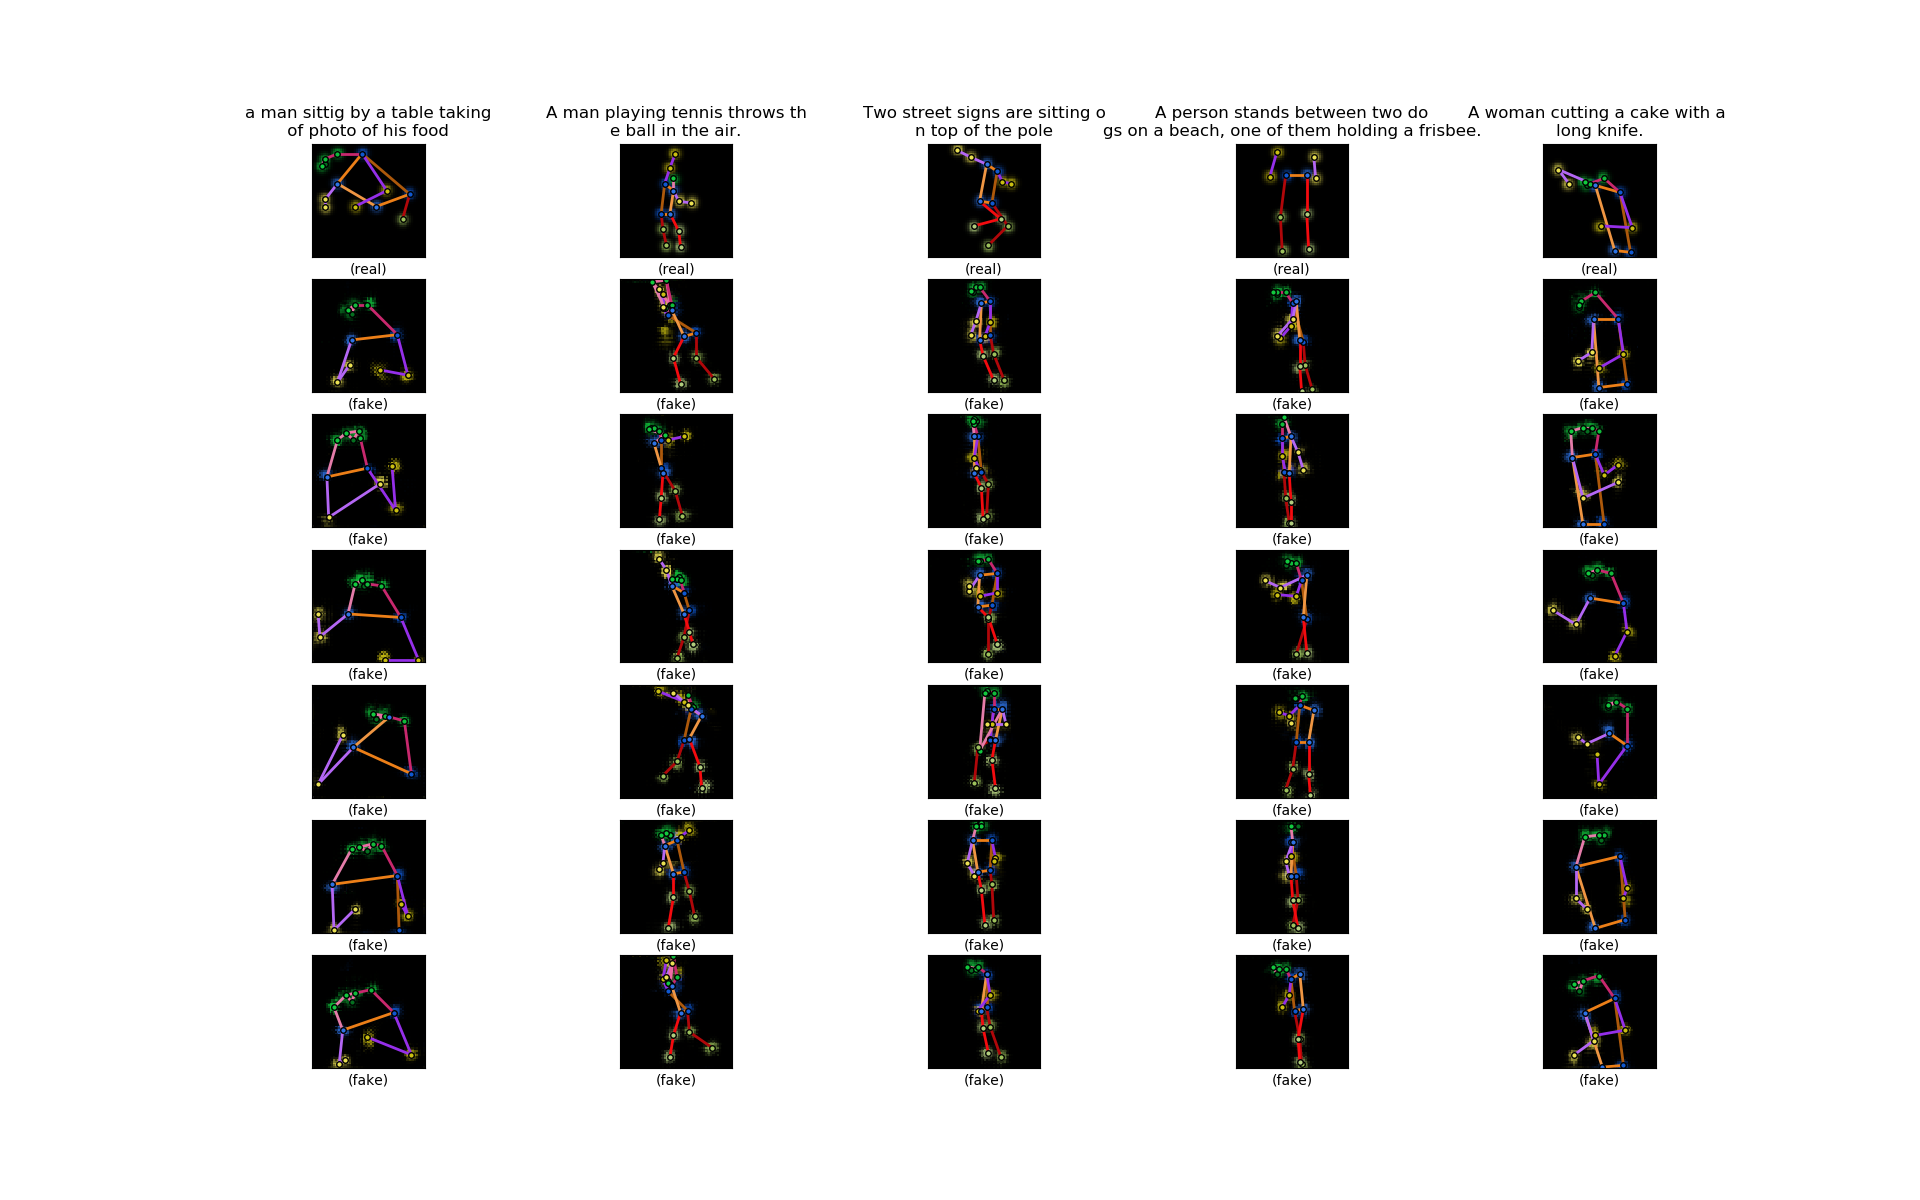 a man sittig by a table taking
of photo of his food
A man playing tennis throws th
e ball in the air.
Two street signs are sitting o
n top of the pole
A person stands between two do
gs on a beach, one of them holding a frisbee.
A woman cutting a cake with a
long knife.
(real) (real) (real) (real) (real)
(fake) (fake) (fake) (fake) (fake)
(fake) (fake) (fake) (fake) (fake)
(fake) (fake) (fake) (fake) (fake)
(fake) (fake) (fake) (fake) (fake)
(fake) (fake) (fake) (fake) (fake)
(fake) (fake) (fake) (fake) (fake)